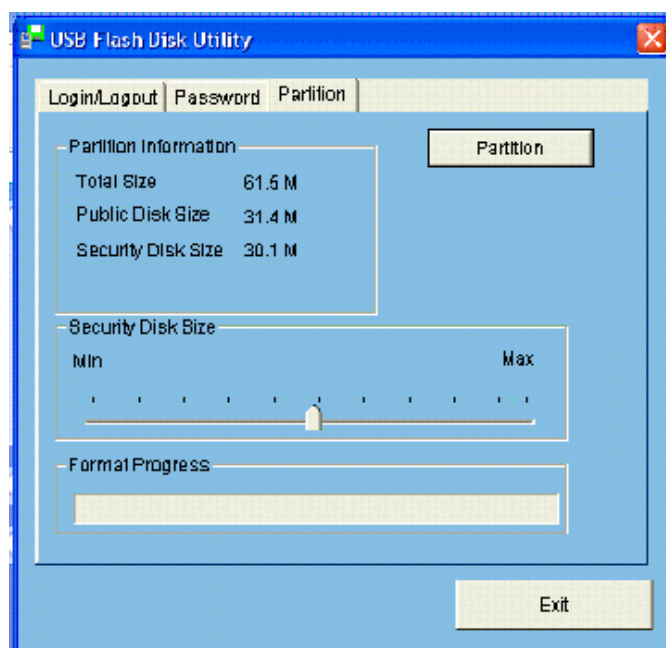 USB Flash Disk Utility
Login/Logout Password Partition
Partition Information
Partition
Total Size 61.5 M
Public Disk Size 31.4 M
Security Disk Size 30.1 M
Security Disk Size
Min Max
Format Progress
Exit